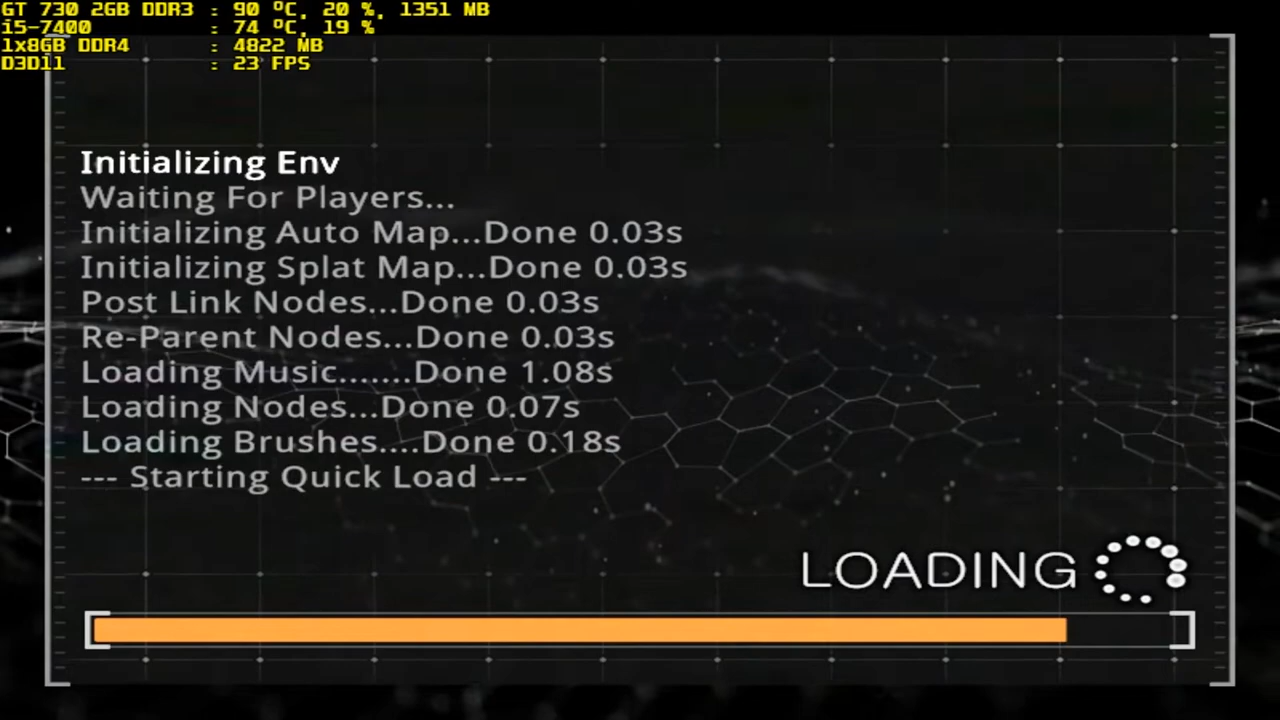 GT 730 2GB DDR3 : 90 ºC, 20 %, 1351 MB
i5-7400 : 74 ºC, 19 %
1x8GB DDR4 : 4822 MB
D3D11 : 23 FPS
Initializing Env
Waiting For Players...
Initializing Auto Map...Done 0.03s
Initializing Splat Map...Done 0.03s
Post Link Nodes...Done 0.03s
Re-Parent Nodes...Done 0.03s
Loading Music.......Done 1.08s
Loading Nodes...Done 0.07s
Loading Brushes....Done 0.18s
--- Starting Quick Load ---
LOADING